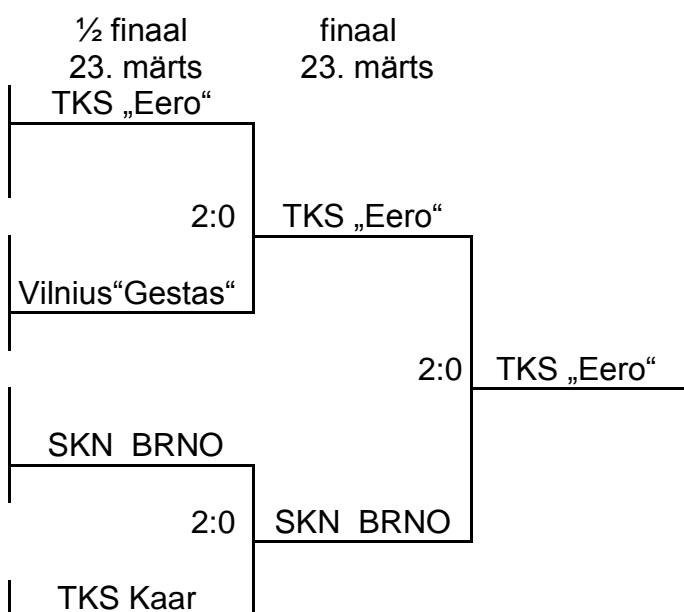 ½ finaal finaal
23. märts 23. märts
TKS „Eero“
2:0 TKS „Eero“
Vilnius“Gestas“
2:0 TKS „Eero“
SKN BRNO
2:0 SKN BRNO
TKS Kaar